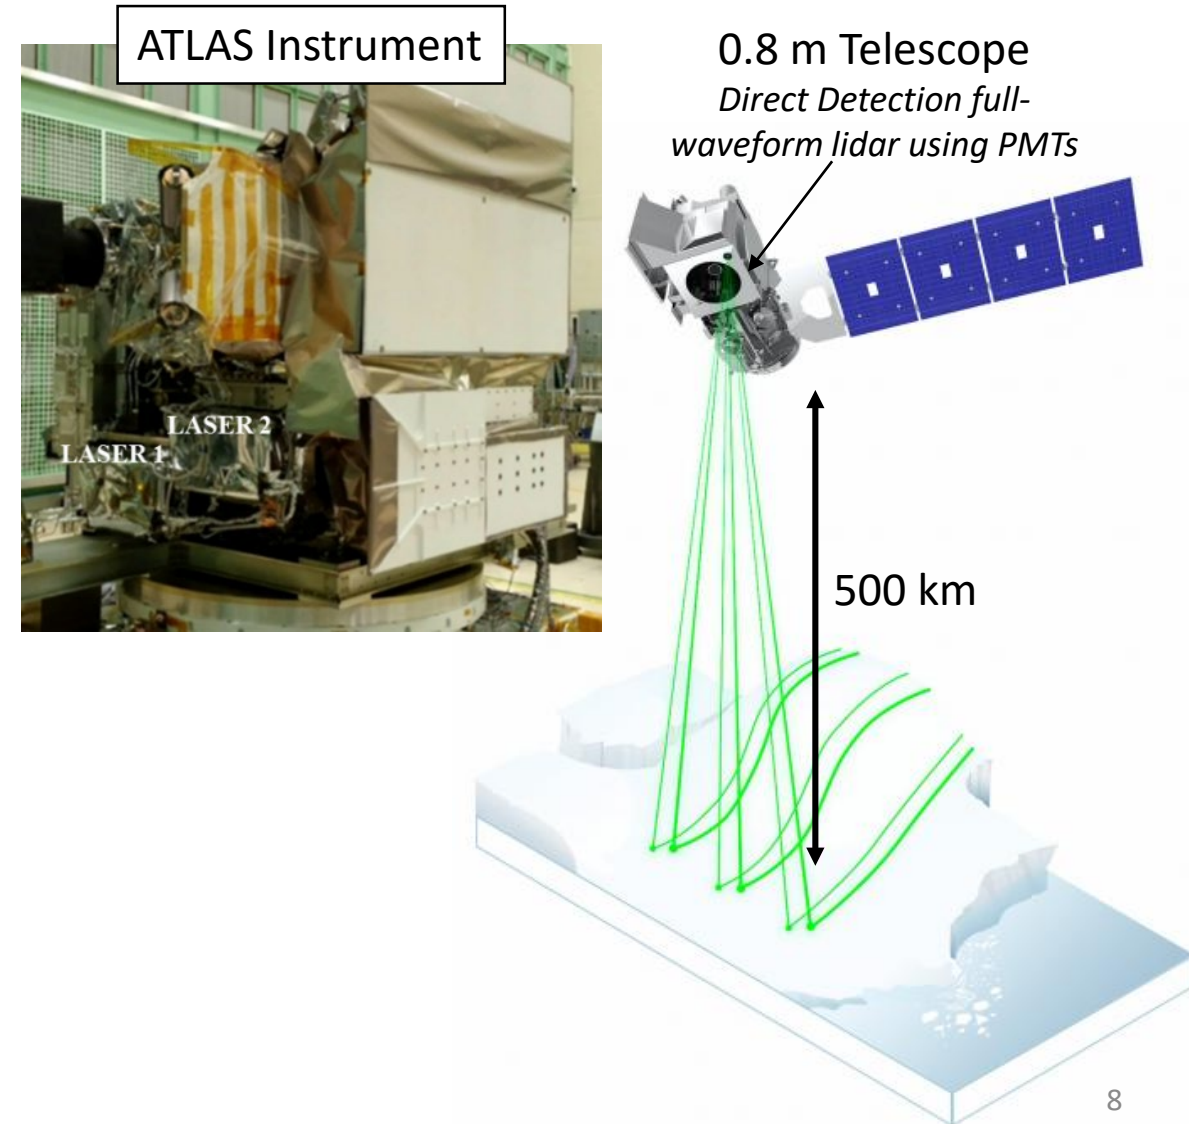 ATLAS Instrument
0.8 m Telescope
Direct Detection full-
waveform lidar using PMTs
LASER 2
LASER 1
500 km
8